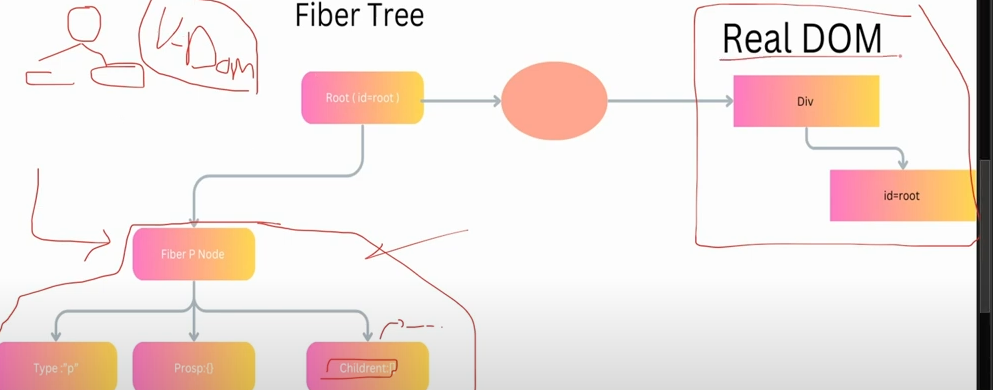 Fiber Tree
V-Dom
Real DOM
Root ( id=root )
Div
id=root
Fiber P Node
Type :"p"
Prosp:{}
Childrent:[]